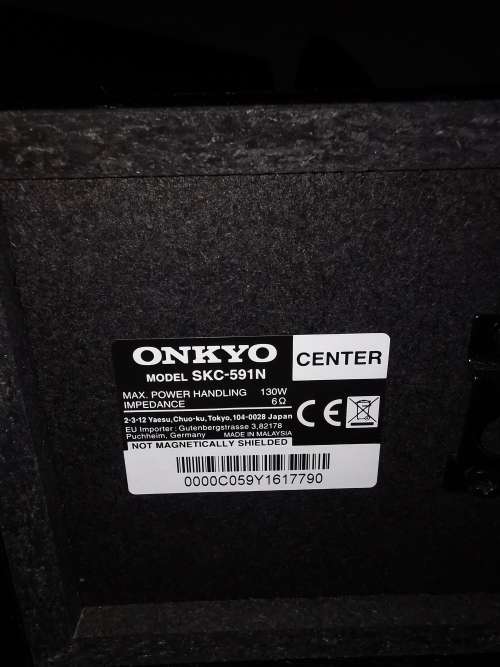 ONKYO
CENTER
MODEL SKC-591N
MAX. POWER HANDLING 130W
IMPEDANCE 6Ω
2-3-12 Yaesu,Chuo-ku,Tokyo,104-0028 Japan
EU Importer: Gutenbergstrasse 3,82178
Puchheim, Germany MADE IN MALAYSIA
CE
NOT MAGNETICALLY SHIELDED
0000C059Y1617790